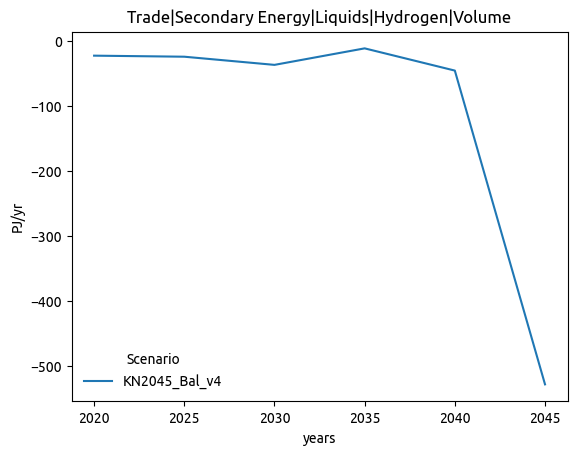 Trade|Secondary Energy|Liquids|Hydrogen|Volume
0
−100
−200
−300
−400
−500
PJ/yr
Scenario
KN2045_Bal_v4
2020 2025 2030 2035 2040 2045
years